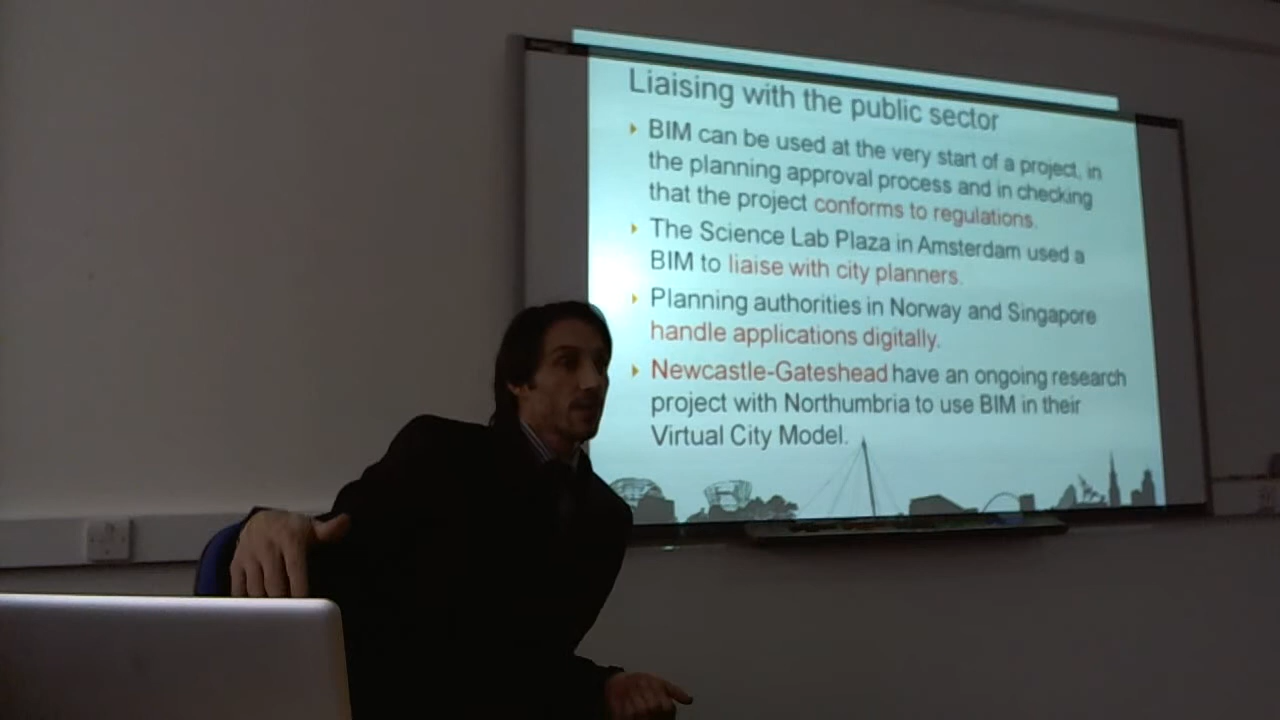 Liaising with the public sector
BIM can be used at the very start of a project, in
the planning approval process and in checking
that the project conforms to regulations.
The Science Lab Plaza in Amsterdam used a
BIM to liaise with city planners.
Planning authorities in Norway and Singapore
handle applications digitally.
Newcastle-Gateshead have an ongoing research
project with Northumbria to use BIM in their
Virtual City Model.